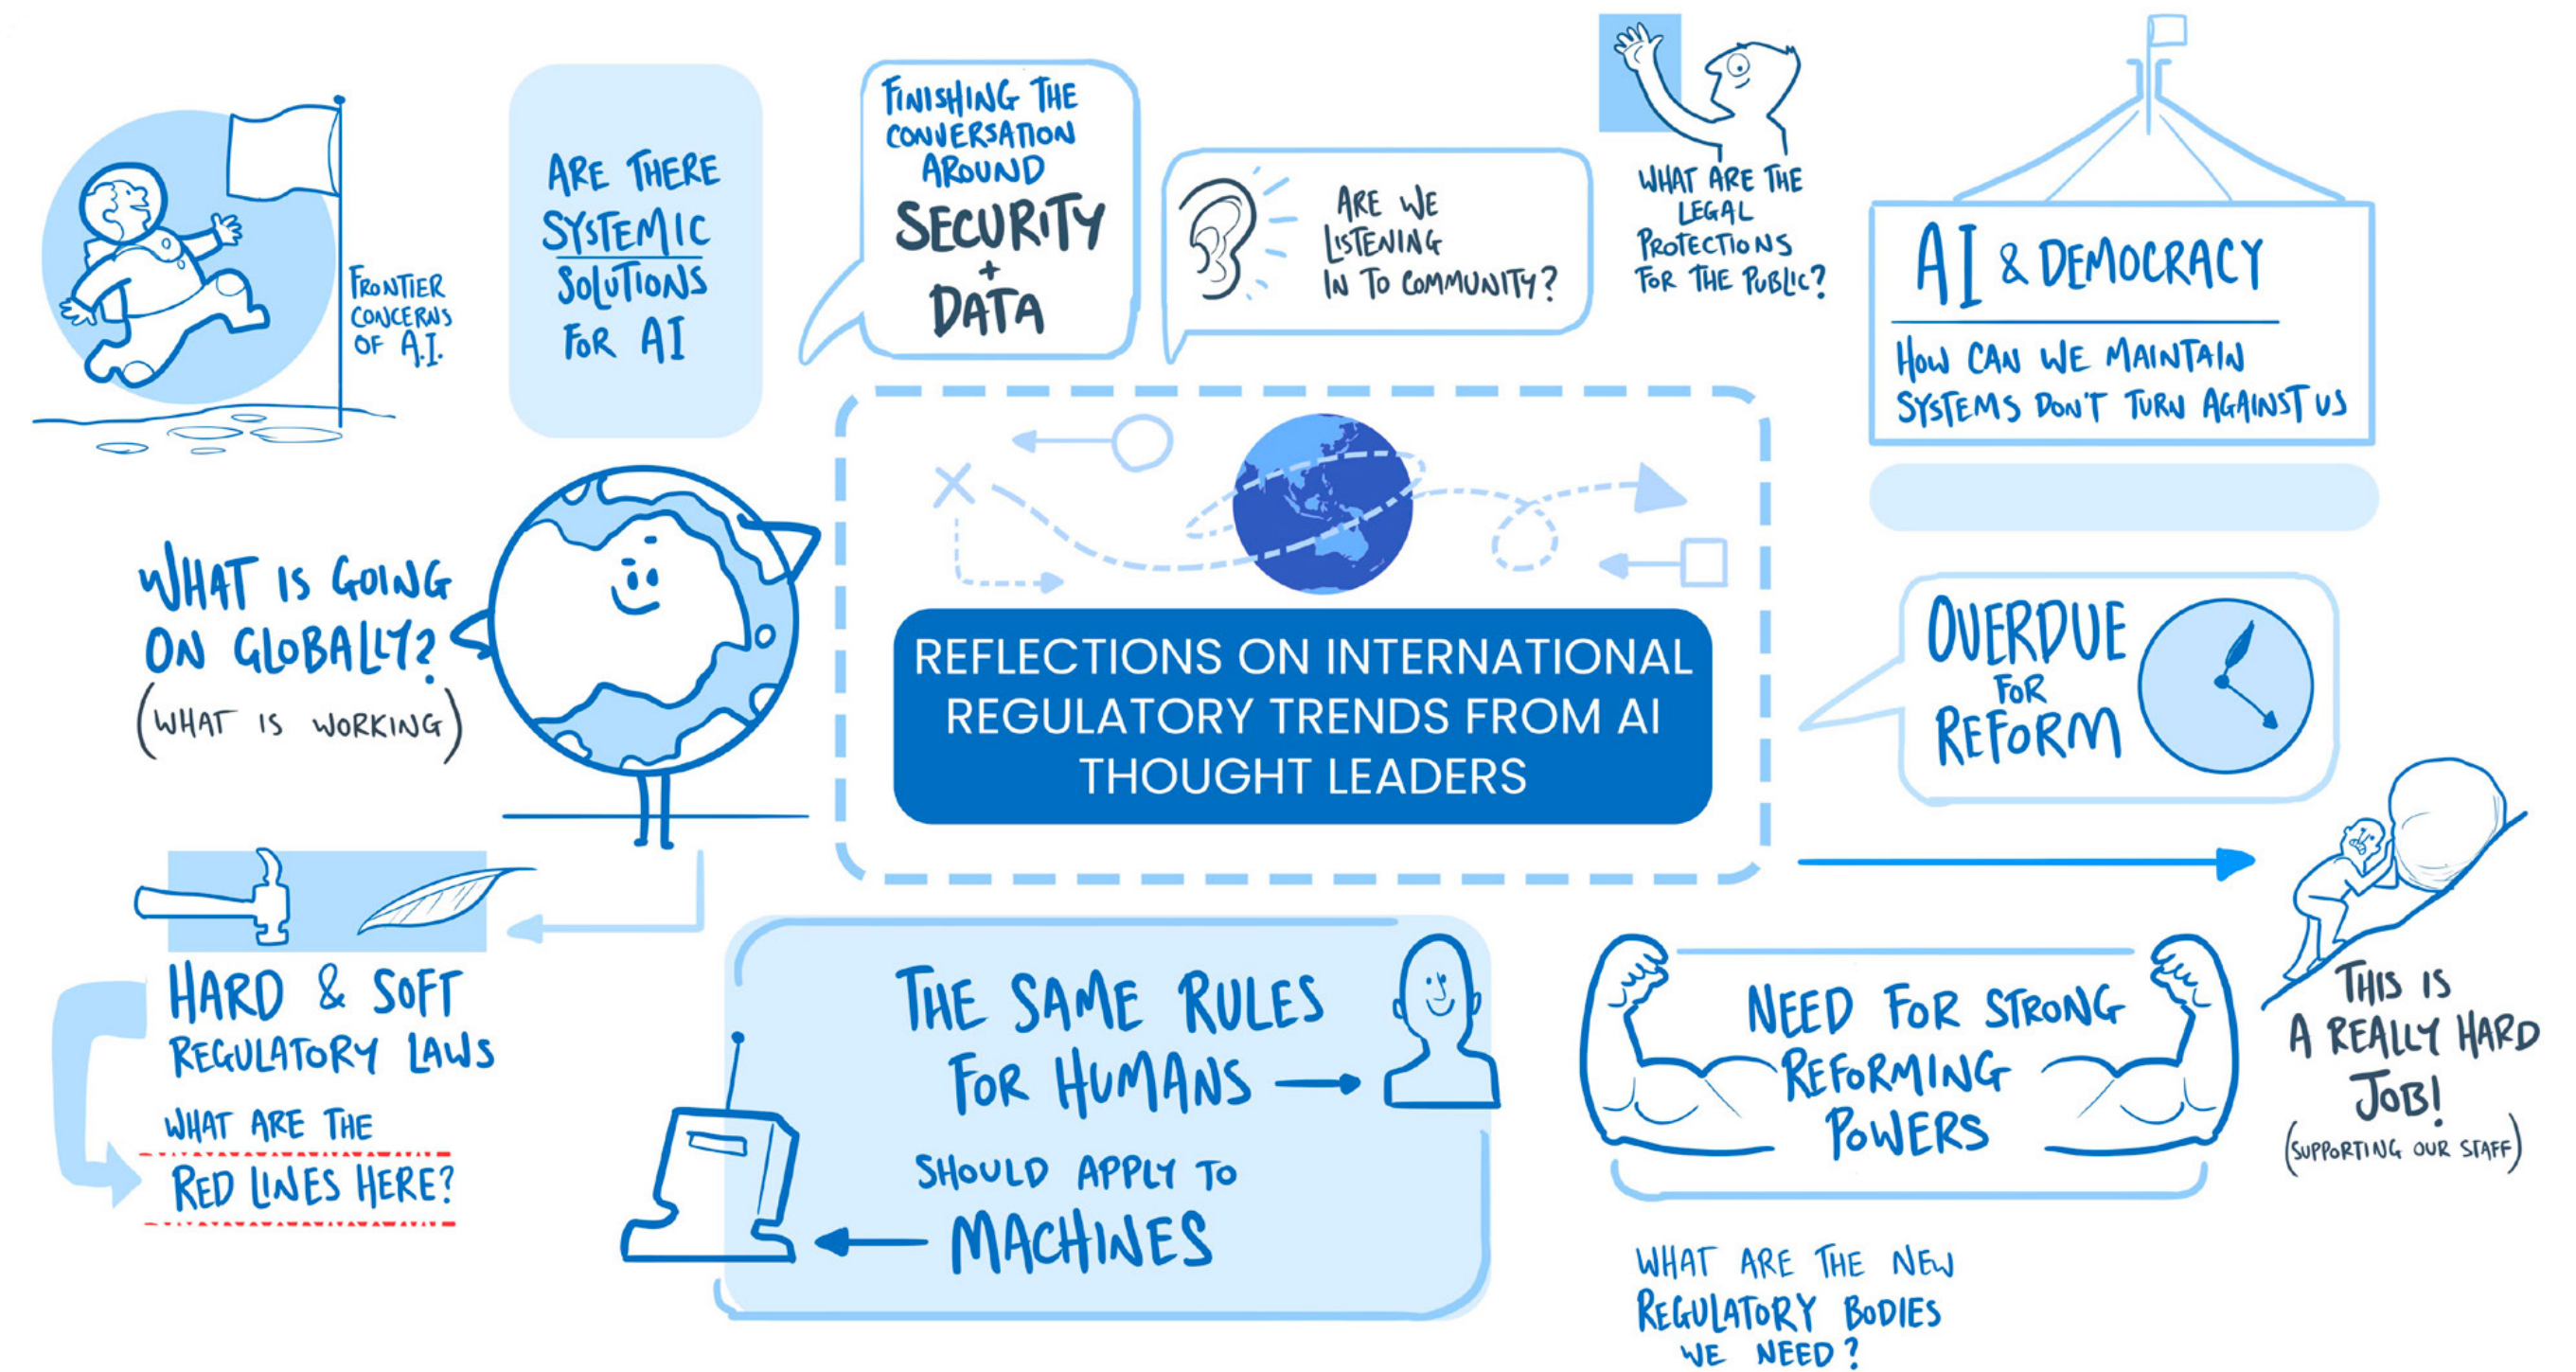 FRONTIER
CONCERNS
OF A.I.
ARE THERE
SYSTEMIC
SOLUTIONS
FOR AI
FINISHING THE
CONVERSATION
AROUND
SECURITY
+
DATA
ARE WE
LISTENING
IN TO COMMUNITY?
WHAT ARE THE
LEGAL
PROTECTIONS
FOR THE PUBLIC?
AI & DEMOCRACY
HOW CAN WE MAINTAIN
SYSTEMS DON'T TURN AGAINST US
WHAT IS GOING
ON GLOBALLY?
(WHAT IS WORKING)
REFLECTIONS ON INTERNATIONAL
REGULATORY TRENDS FROM AI
THOUGHT LEADERS
OVERDUE
FOR
REFORM
HARD & SOFT
REGULATORY LAWS
WHAT ARE THE
RED LINES HERE?
THE SAME RULES
FOR HUMANS
SHOULD APPLY TO
MACHINES
NEED FOR STRONG
REFORMING
POWERS
THIS IS
A REALLY HARD
JOB!
(SUPPORTING OUR STAFF)
WHAT ARE THE NEW
REGULATORY BODIES
WE NEED?